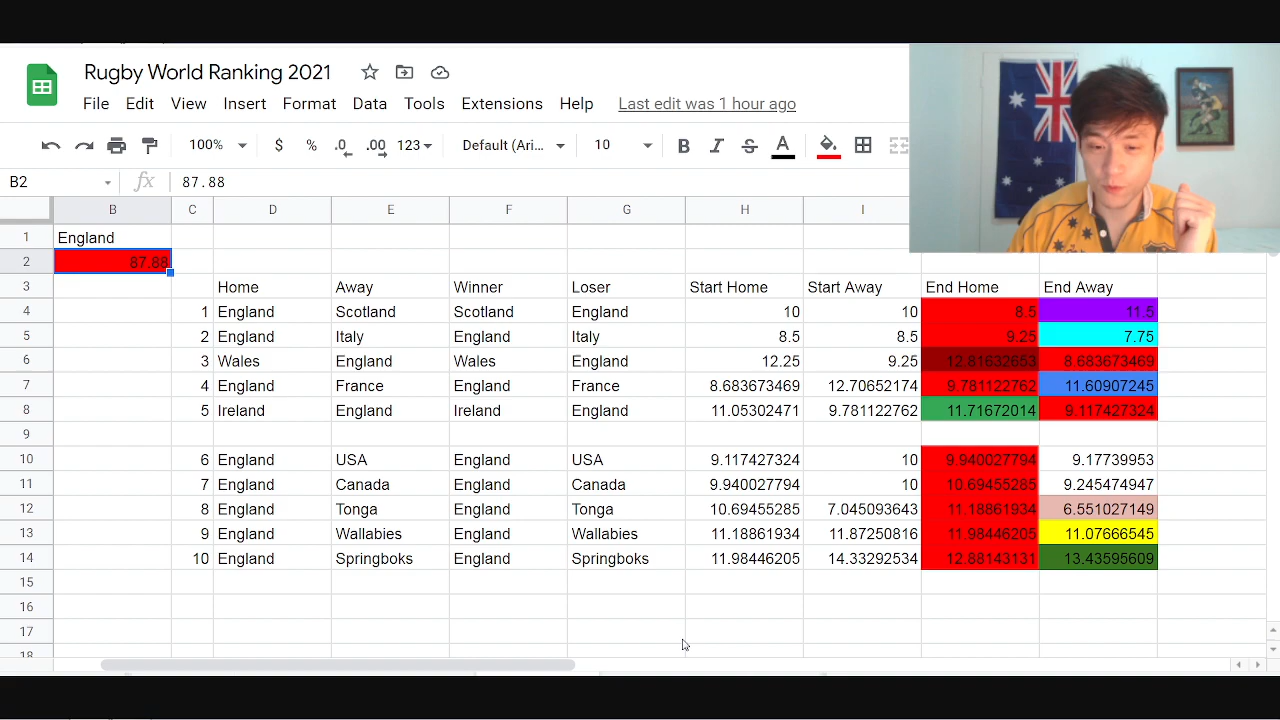 Rugby World Ranking 2021
File Edit View Insert Format Data Tools Extensions Help Last edit was 1 hour ago
100% $ % .0 .00 123 Default (Ari... 10 B I S A
B2 fx 87.88
B C D E F G H I
1 England
2 87.88
3 Home Away Winner Loser Start Home Start Away End Home End Away
4 1 England Scotland Scotland England 10 10 8.5 11.5
5 2 England Italy England Italy 8.5 8.5 9.25 7.75
6 3 Wales England Wales England 12.25 9.25 12.81632653 8.683673469
7 4 England France England France 8.683673469 12.70652174 9.781122762 11.60907245
8 5 Ireland England Ireland England 11.05302471 9.781122762 11.71672014 9.117427324
9
10 6 England USA England USA 9.117427324 10 9.940027794 9.17739953
11 7 England Canada England Canada 9.940027794 10 10.69455285 9.245474947
12 8 England Tonga England Tonga 10.69455285 7.045093643 11.18861934 6.551027149
13 9 England Wallabies England Wallabies 11.18861934 11.87250816 11.98446205 11.07666545
14 10 England Springboks England Springboks 11.98446205 14.33292534 12.88143131 13.43595609
15
16
17
18